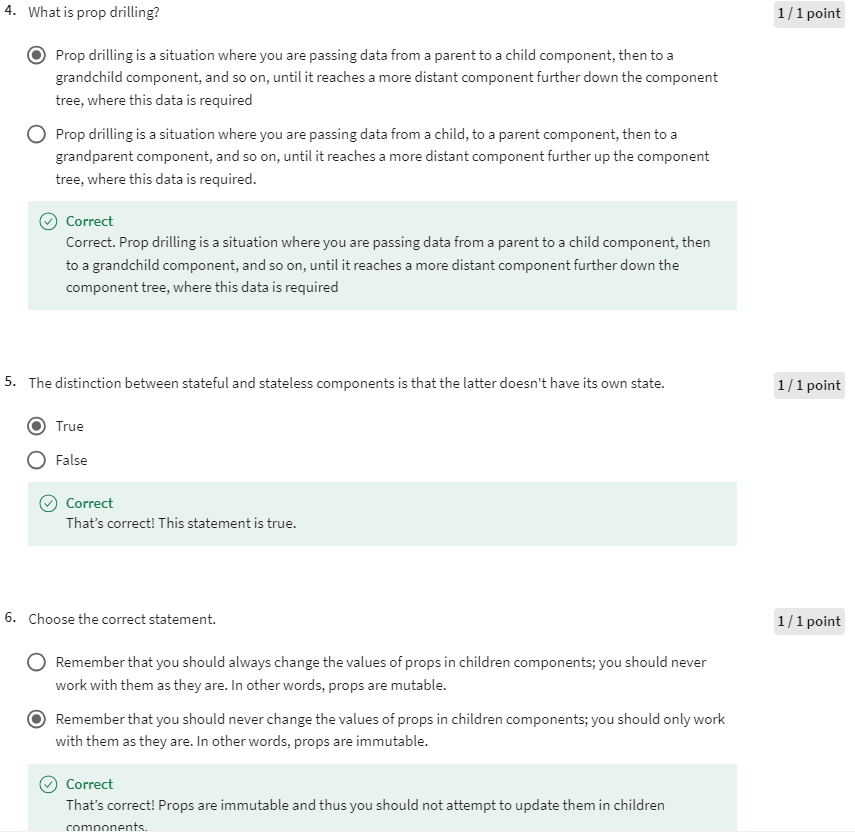 4. What is prop drilling?
1 / 1 point
Prop drilling is a situation where you are passing data from a parent to a child component, then to a
grandchild component, and so on, until it reaches a more distant component further down the component
tree, where this data is required
Prop drilling is a situation where you are passing data from a child, to a parent component, then to a
grandparent component, and so on, until it reaches a more distant component further up the component
tree, where this data is required.
Correct
Correct. Prop drilling is a situation where you are passing data from a parent to a child component, then
to a grandchild component, and so on, until it reaches a more distant component further down the
component tree, where this data is required
5. The distinction between stateful and stateless components is that the latter doesn't have its own state.
1 / 1 point
True
False
Correct
That's correct! This statement is true.
6. Choose the correct statement.
1 / 1 point
Remember that you should always change the values of props in children components; you should never
work with them as they are. In other words, props are mutable.
Remember that you should never change the values of props in children components; you should only work
with them as they are. In other words, props are immutable.
Correct
That's correct! Props are immutable and thus you should not attempt to update them in children
components.